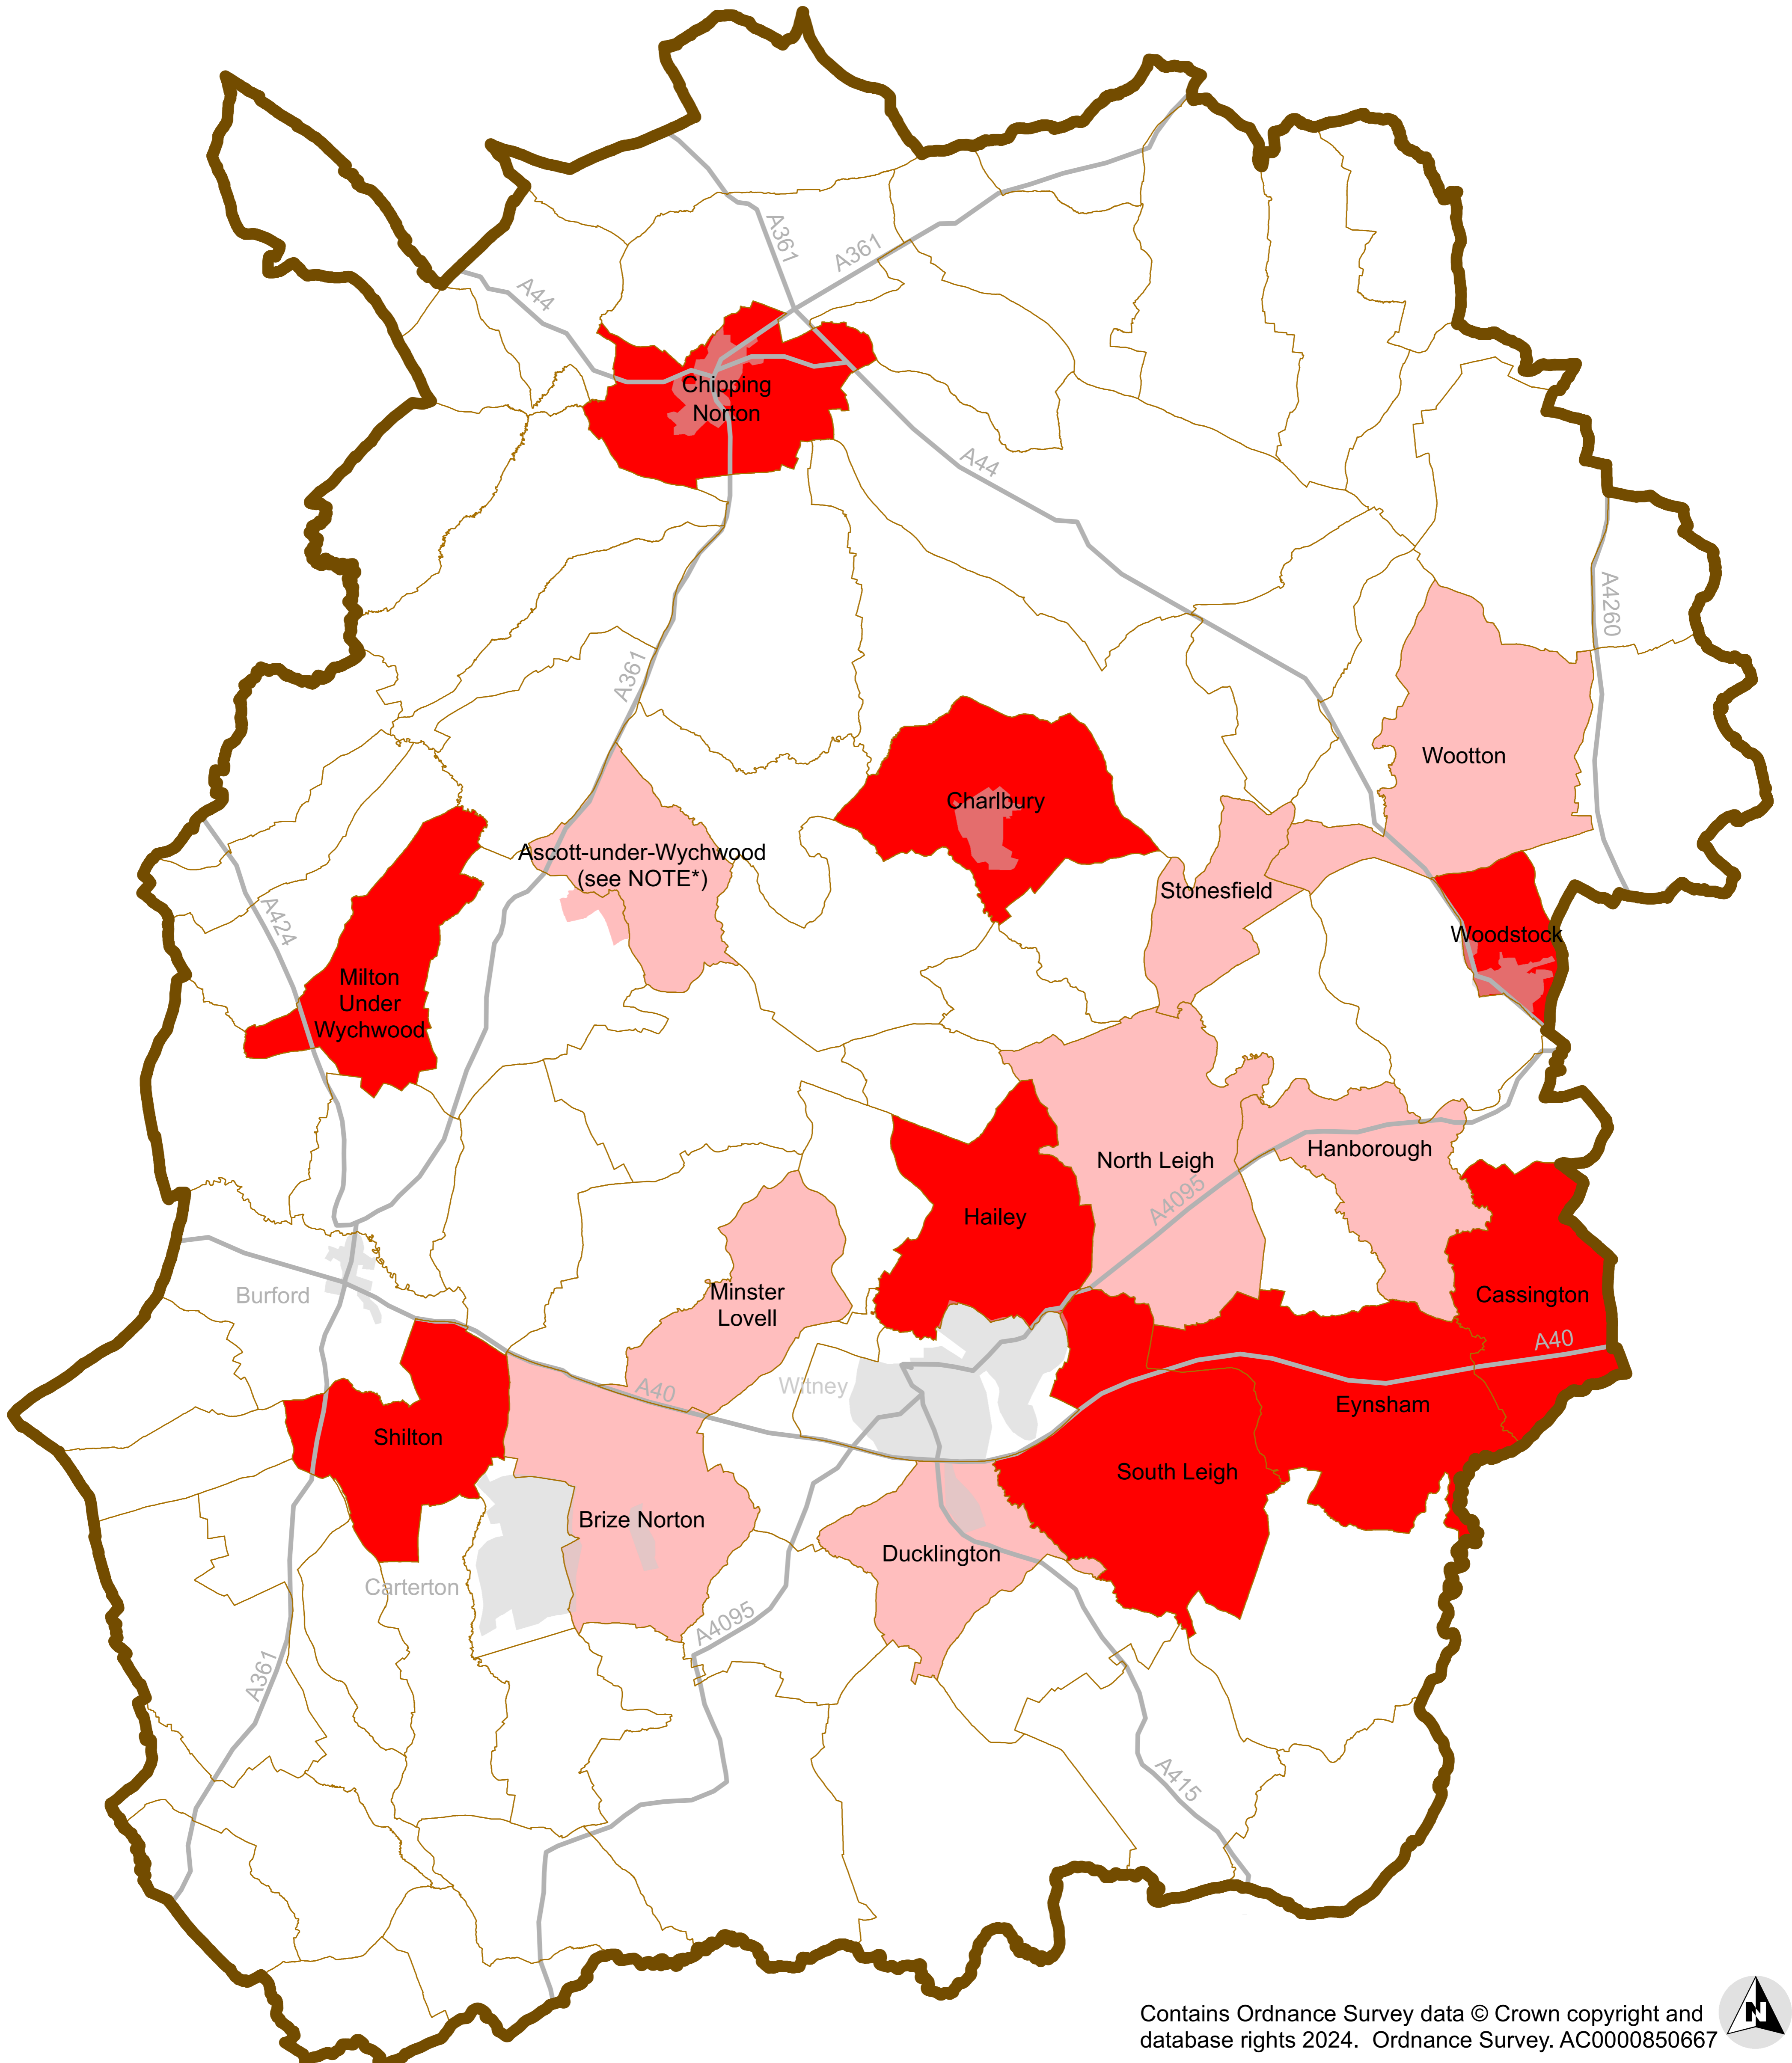 A361
A361
A44
Chipping
Norton
A44
A4260
A361
Wootton
Charlbury
Ascott-under-Wychwood
(see NOTE*)
Stonesfield
A424
Woodstock
Milton
Under
Wychwood
Hanborough
North Leigh
A4095
Hailey
Burford
Minster
Lovell
Cassington
A40
Witney
A40
Eynsham
Shilton
South Leigh
Brize Norton
Ducklington
Carterton
A4095
A361
A415
Contains Ordnance Survey data © Crown copyright and
database rights 2024. Ordnance Survey. AC0000850667
N